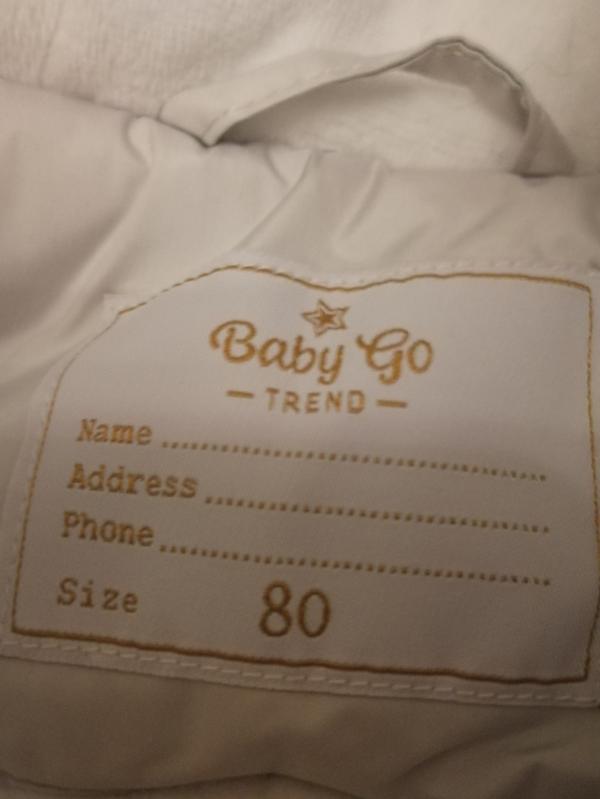 Baby Go
— TREND —
Name ........................................
Address ....................................
Phone ........................................
Size 80